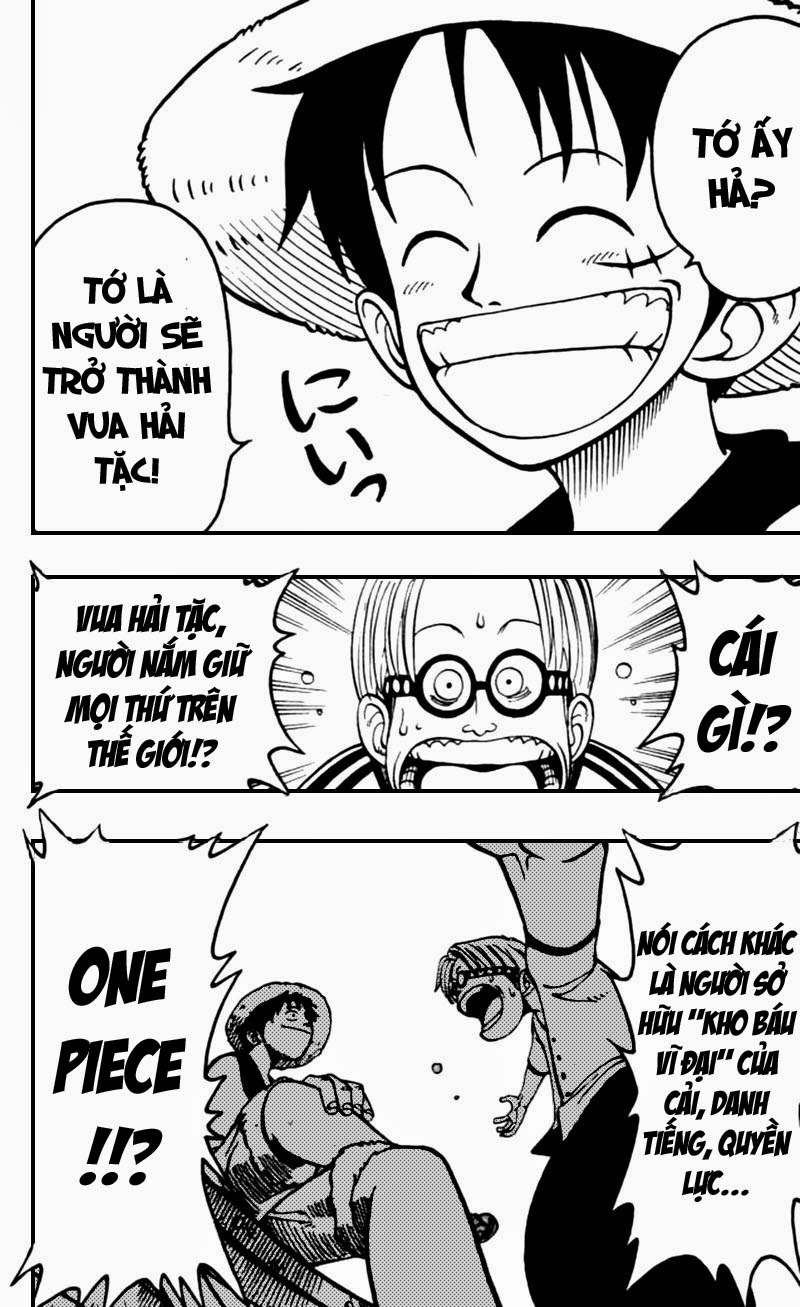 TỚ ẤY
HẢ?
TỚ LÀ
NGƯỜI SẼ
TRỞ THÀNH
VUA HẢI
TẶC!
にいっ
CÁI
GÌ!?
VUA HẢI TẶC,
NGƯỜI NẮM GIỮ
MỌI THỨ TRÊN
THẾ GIỚI!?
NÓI CÁCH KHÁC
LÀ NGƯỜI SỞ
HỮU “KHO BÁU
VĨ ĐẠI“ CỦA
CẢI, DANH
TIẾNG, QUYỀN
LỰC...
ONE
PIECE
!!!?